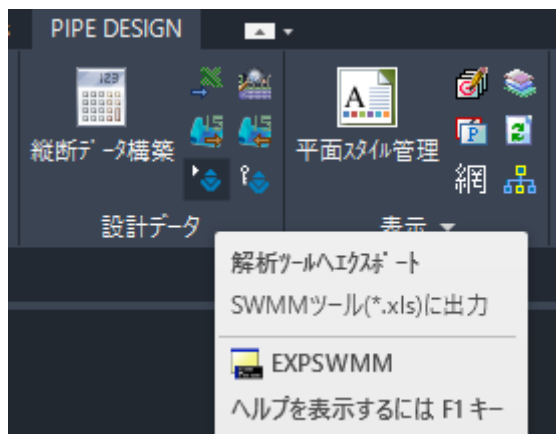 PIPE DESIGN
123
縦断ﾃﾞｰﾀ構築
設計データ
A
平面ｽﾀｲﾙ管理
P
網
表示
解析ﾂｰﾙへｴｸｽﾎﾟｰﾄ
SWMMツール(*.xls)に出力
EXPSWMM
ヘルプを表示するには F1 キー